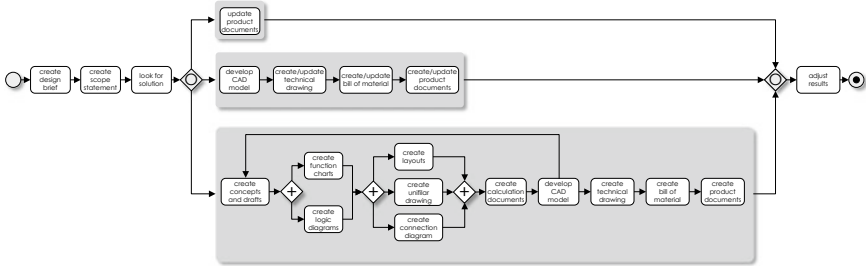 update
product
documents
create
design
brief
create
scope
statement
look for
solution
develop
CAD
model
create/update
technical
drawing
create/update
bill of material
create/update
product
documents
adjust
results
create
concepts
and drafts
create
function
charts
create
logic
diagrams
create
layouts
create
unifilar
drawing
create
connection
diagram
create
calculation
documents
develop
CAD
model
create
technical
drawing
create
bill of
material
create
product
documents